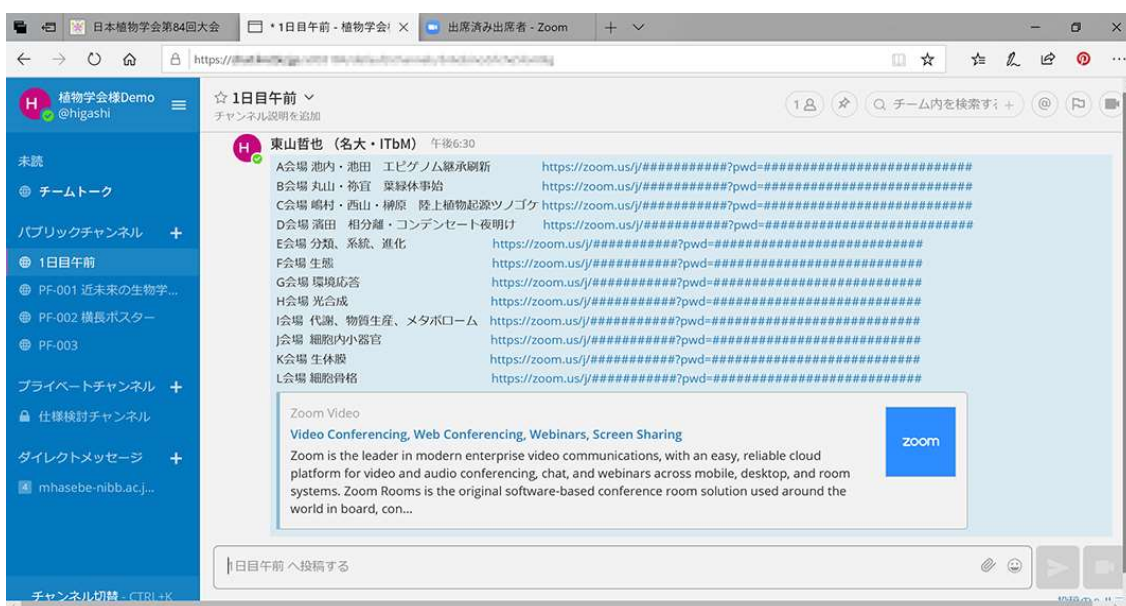 日本植物学会第84回大会
* 1日目午前 - 植物学会
出席済み出席者 - Zoom
https://
植物学会様Demo
@higashi
未読
チームトーク
パブリックチャンネル +
1日目午前
PF-001 近未来の生物学...
PF-002 横長ポスター
PF-003
プライベートチャンネル +
仕様検討チャンネル
ダイレクトメッセージ +
4 mhasebe-nibb.ac.j...
チャンネル切替 - CTRL+K
1日目午前
チャンネル説明を追加
1
チーム内を検索する
H 東山哲也 (名大・ITbM) 午後6:30
A会場 池内・池田 エピゲノム継承刷新 https://zoom.us/j/###########?pwd=###########################
B会場 丸山・祢宜 葉緑体事始 https://zoom.us/j/###########?pwd=###########################
C会場 嶋村・西山・榊原 陸上植物起源ツノゴケ https://zoom.us/j/###########?pwd=###########################
D会場 濱田 相分離・コンデンセート夜明け https://zoom.us/j/###########?pwd=###########################
E会場 分類、系統、進化 https://zoom.us/j/###########?pwd=###########################
F会場 生態 https://zoom.us/j/###########?pwd=###########################
G会場 環境応答 https://zoom.us/j/###########?pwd=###########################
H会場 光合成 https://zoom.us/j/###########?pwd=###########################
I会場 代謝、物質生産、メタボローム https://zoom.us/j/###########?pwd=###########################
J会場 細胞内小器官 https://zoom.us/j/###########?pwd=###########################
K会場 生体膜 https://zoom.us/j/###########?pwd=###########################
L会場 細胞骨格 https://zoom.us/j/###########?pwd=###########################
Zoom Video
Video Conferencing, Web Conferencing, Webinars, Screen Sharing
Zoom is the leader in modern enterprise video communications, with an easy, reliable cloud
platform for video and audio conferencing, chat, and webinars across mobile, desktop, and room
systems. Zoom Rooms is the original software-based conference room solution used around the
world in board, con...
zoom
1日目午前 へ投稿する